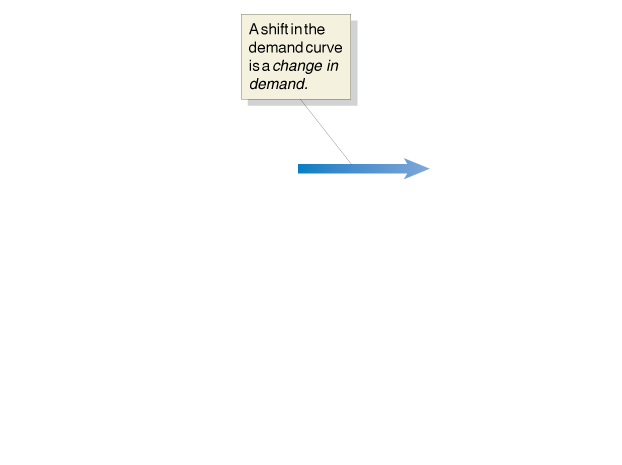 A shift in the
demand curve
is a change in
demand.